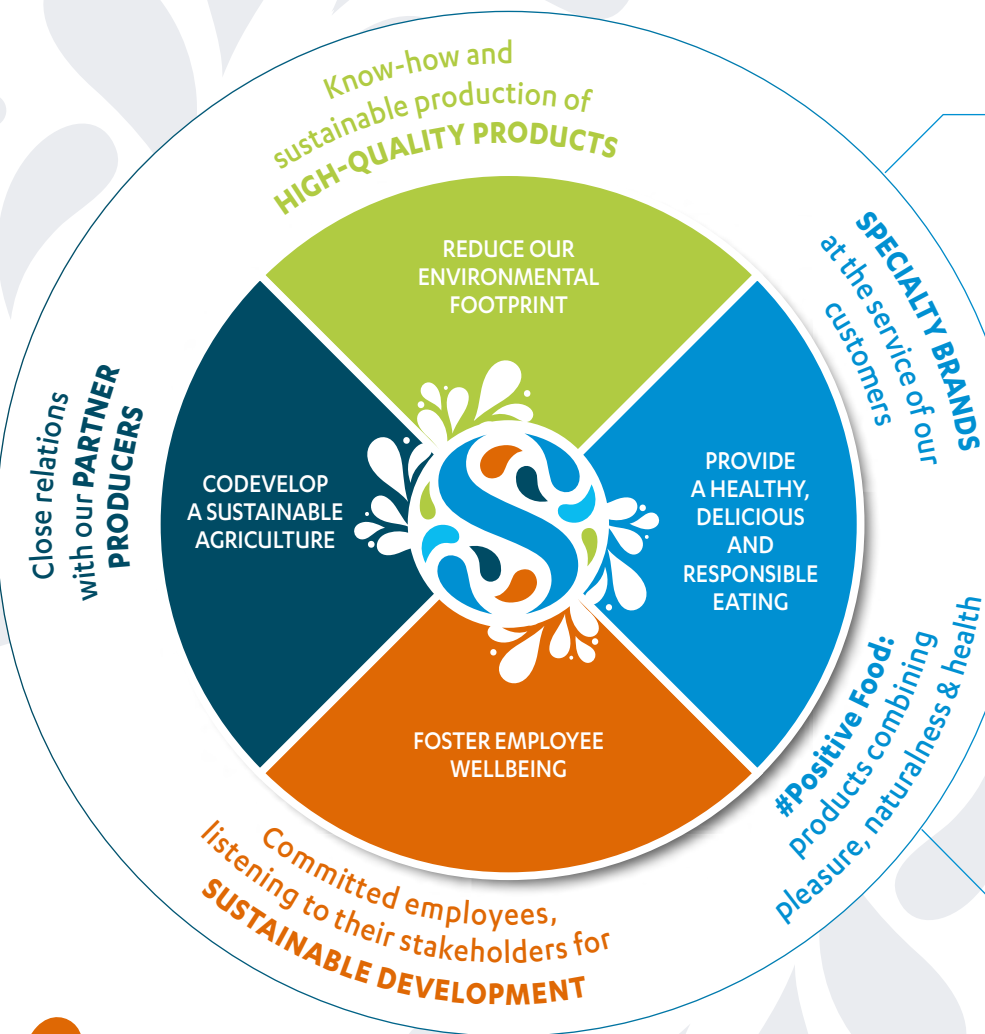 Know-how and
sustainable production of
HIGH-QUALITY PRODUCTS
REDUCE OUR
ENVIRONMENTAL
FOOTPRINT
SPECIALTY BRANDS
at the service of our
customers
Close relations
with our PARTNER
PRODUCERS
CODEVELOP
A SUSTAINABLE
AGRICULTURE
PROVIDE
A HEALTHY,
DELICIOUS
AND
RESPONSIBLE
EATING
#Positive Food:
products combining
pleasure, naturalness & health
FOSTER EMPLOYEE
WELLBEING
Committed employees,
listening to their stakeholders for
SUSTAINABLE DEVELOPMENT